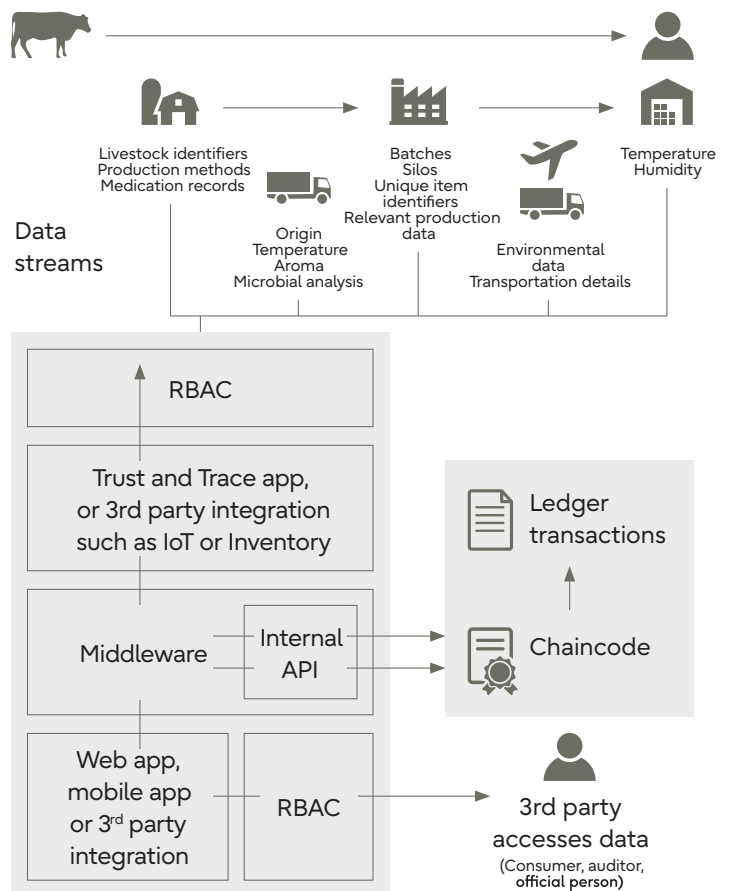 Livestock identifiers
Production methods
Medication records
Origin
Temperature
Aroma
Microbial analysis
Batches
Silos
Unique item
identifiers
Relevant production
data
Environmental
data
Transportation details
Temperature
Humidity
Data
streams
RBAC
Trust and Trace app,
or 3rd party integration
such as IoT or Inventory
Middleware
Internal
API
Ledger
transactions
Chaincode
Web app,
mobile app
or 3rd party
integration
RBAC
3rd party
accesses data
(Consumer, auditor,
official person)